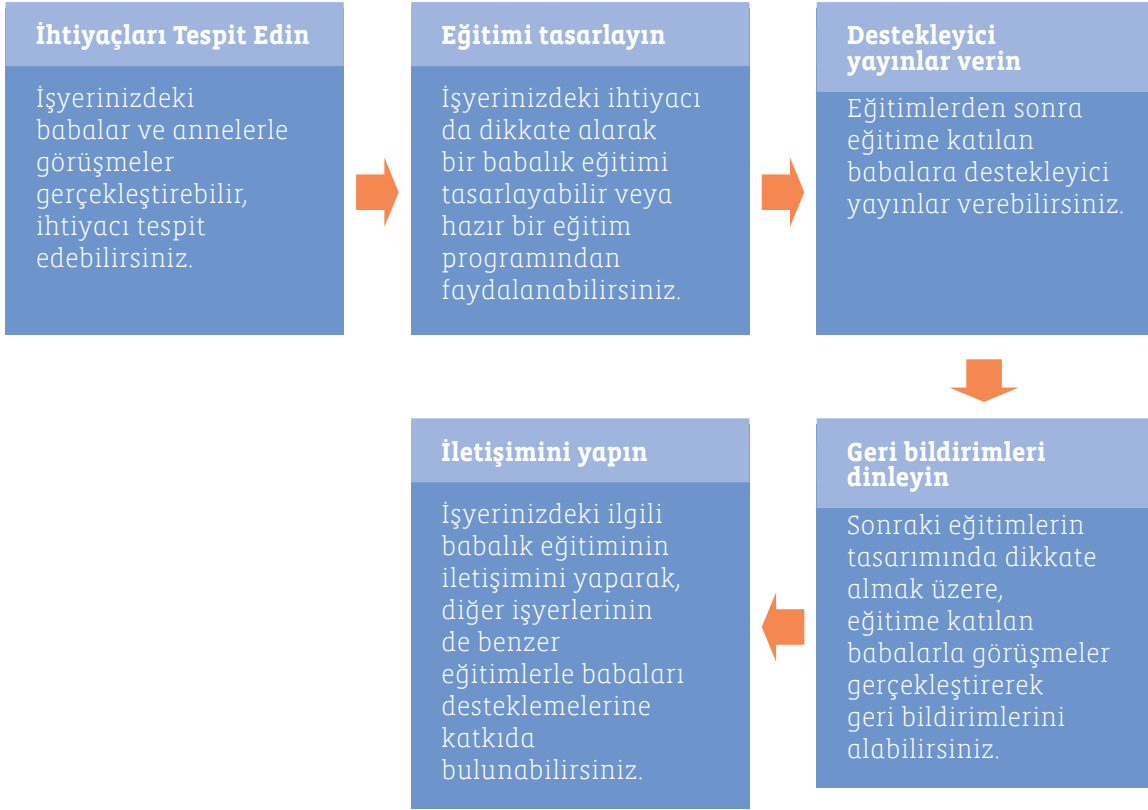 İhtiyaçları Tespit Edin
İşyerinizdeki
babalar ve annelerle
görüşmeler
gerçekleştirebilir,
ihtiyacı tespit
edebilirsiniz.
Eğitimi tasarlayın
İşyerinizdeki ihtiyacı
da dikkate alarak
bir babalık eğitimi
tasarlayabilir veya
hazır bir eğitim
programından
faydalanabilirsiniz.
Destekleyici
yayınlar verin
Eğitimlerden sonra
eğitime katılan
babalara destekleyici
yayınlar verebilirsiniz.
Geri bildirimleri
dinleyin
Sonraki eğitimlerin
tasarımında dikkate
almak üzere,
eğitime katılan
babalarla görüşmeler
gerçekleştirerek
geri bildirimlerini
alabilirsiniz.
İletişimini yapın
İşyerinizdeki ilgili
babalık eğitiminin
iletişimini yaparak,
diğer işyerlerinin
de benzer
eğitimlerle babaları
desteklemelerine
katkıda
bulunabilirsiniz.